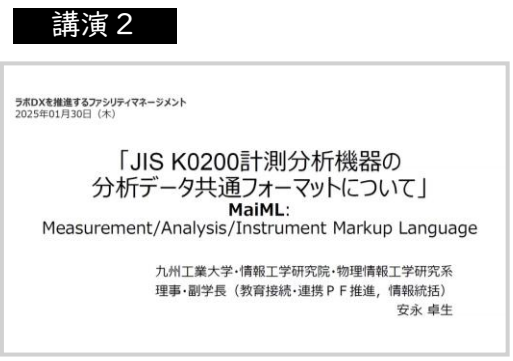 講演２
ラボDXを推進するファシリティマネージメント
2025年01月30日（木）
「JIS K0200計測分析機器の
分析データ共通フォーマットについて」
MaiML:
Measurement/Analysis/Instrument Markup Language
九州工業大学・情報工学研究院・物理情報工学研究系
理事・副学長（教育接続・連携ＰＦ推進，情報統括）
安永 卓生